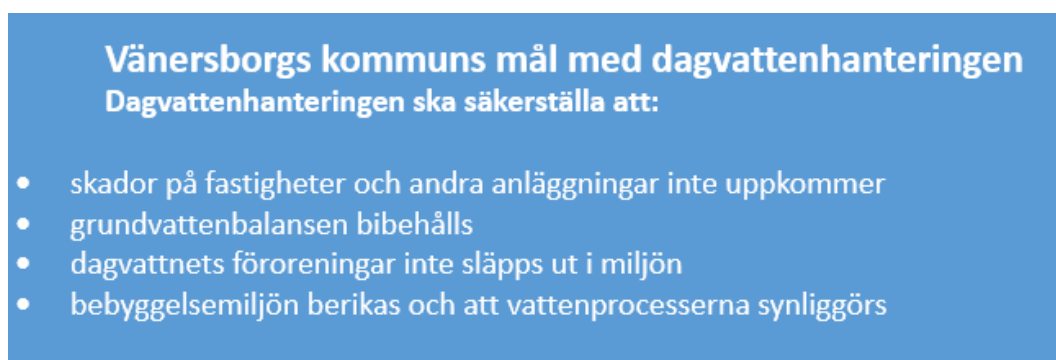 Vänersborgs kommuns mål med dagvattenhanteringen
Dagvattenhanteringen ska säkerställa att:
• skador på fastigheter och andra anläggningar inte uppkommer
• grundvattenbalansen bibehålls
• dagvattnets föroreningar inte släpps ut i miljön
• bebyggelsemiljön berikas och att vattenprocesserna synliggörs